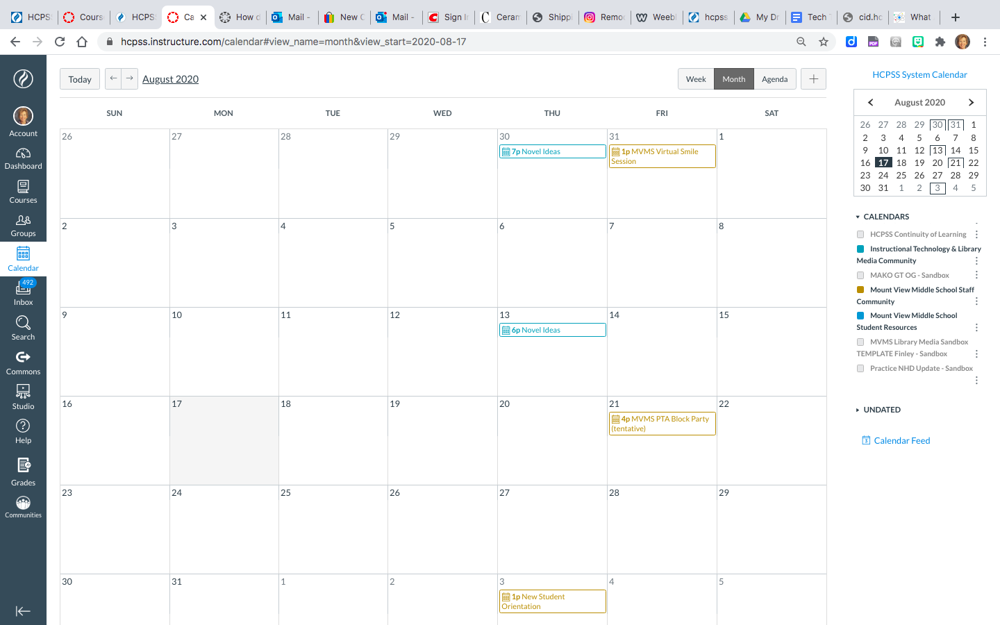 HCPS
Cours
HCPS
Ca
How d
Mail -
New C
Mail -
Sign I
Ceram
Shippi
Remo
Weebl
hcpss
My Dr
Tech T
cid.hc
What
hcpss.instructure.com/calendar#view_name=month&view_start=2020-08-17
Account
Dashboard
Courses
Groups
Calendar
492
Inbox
Search
Commons
Studio
Help
Grades
Communities
Today
August 2020
Week Month Agenda
SUN MON TUE WED THU FRI SAT
26 27 28 29 30 31 1
7p Novel Ideas
1p MVMS Virtual Smile
Session
2 3 4 5 6 7 8
9 10 11 12 13 14 15
6p Novel Ideas
16 17 18 19 20 21 22
4p MVMS PTA Block Party
(tentative)
23 24 25 26 27 28 29
30 31 1 2 3 4 5
1p New Student
Orientation
HCPSS System Calendar
August 2020
26 27 28 29 30 31 1
2 3 4 5 6 7 8
9 10 11 12 13 14 15
16 17 18 19 20 21 22
23 24 25 26 27 28 29
30 31 1 2 3 4 5
CALENDARS
HCPSS Continuity of Learning
Instructional Technology & Library
Media Community
MAKO GT OG - Sandbox
Mount View Middle School Staff
Community
Mount View Middle School
Student Resources
MVMS Library Media Sandbox
TEMPLATE Finley - Sandbox
Practice NHD Update - Sandbox
UNDATED
Calendar Feed